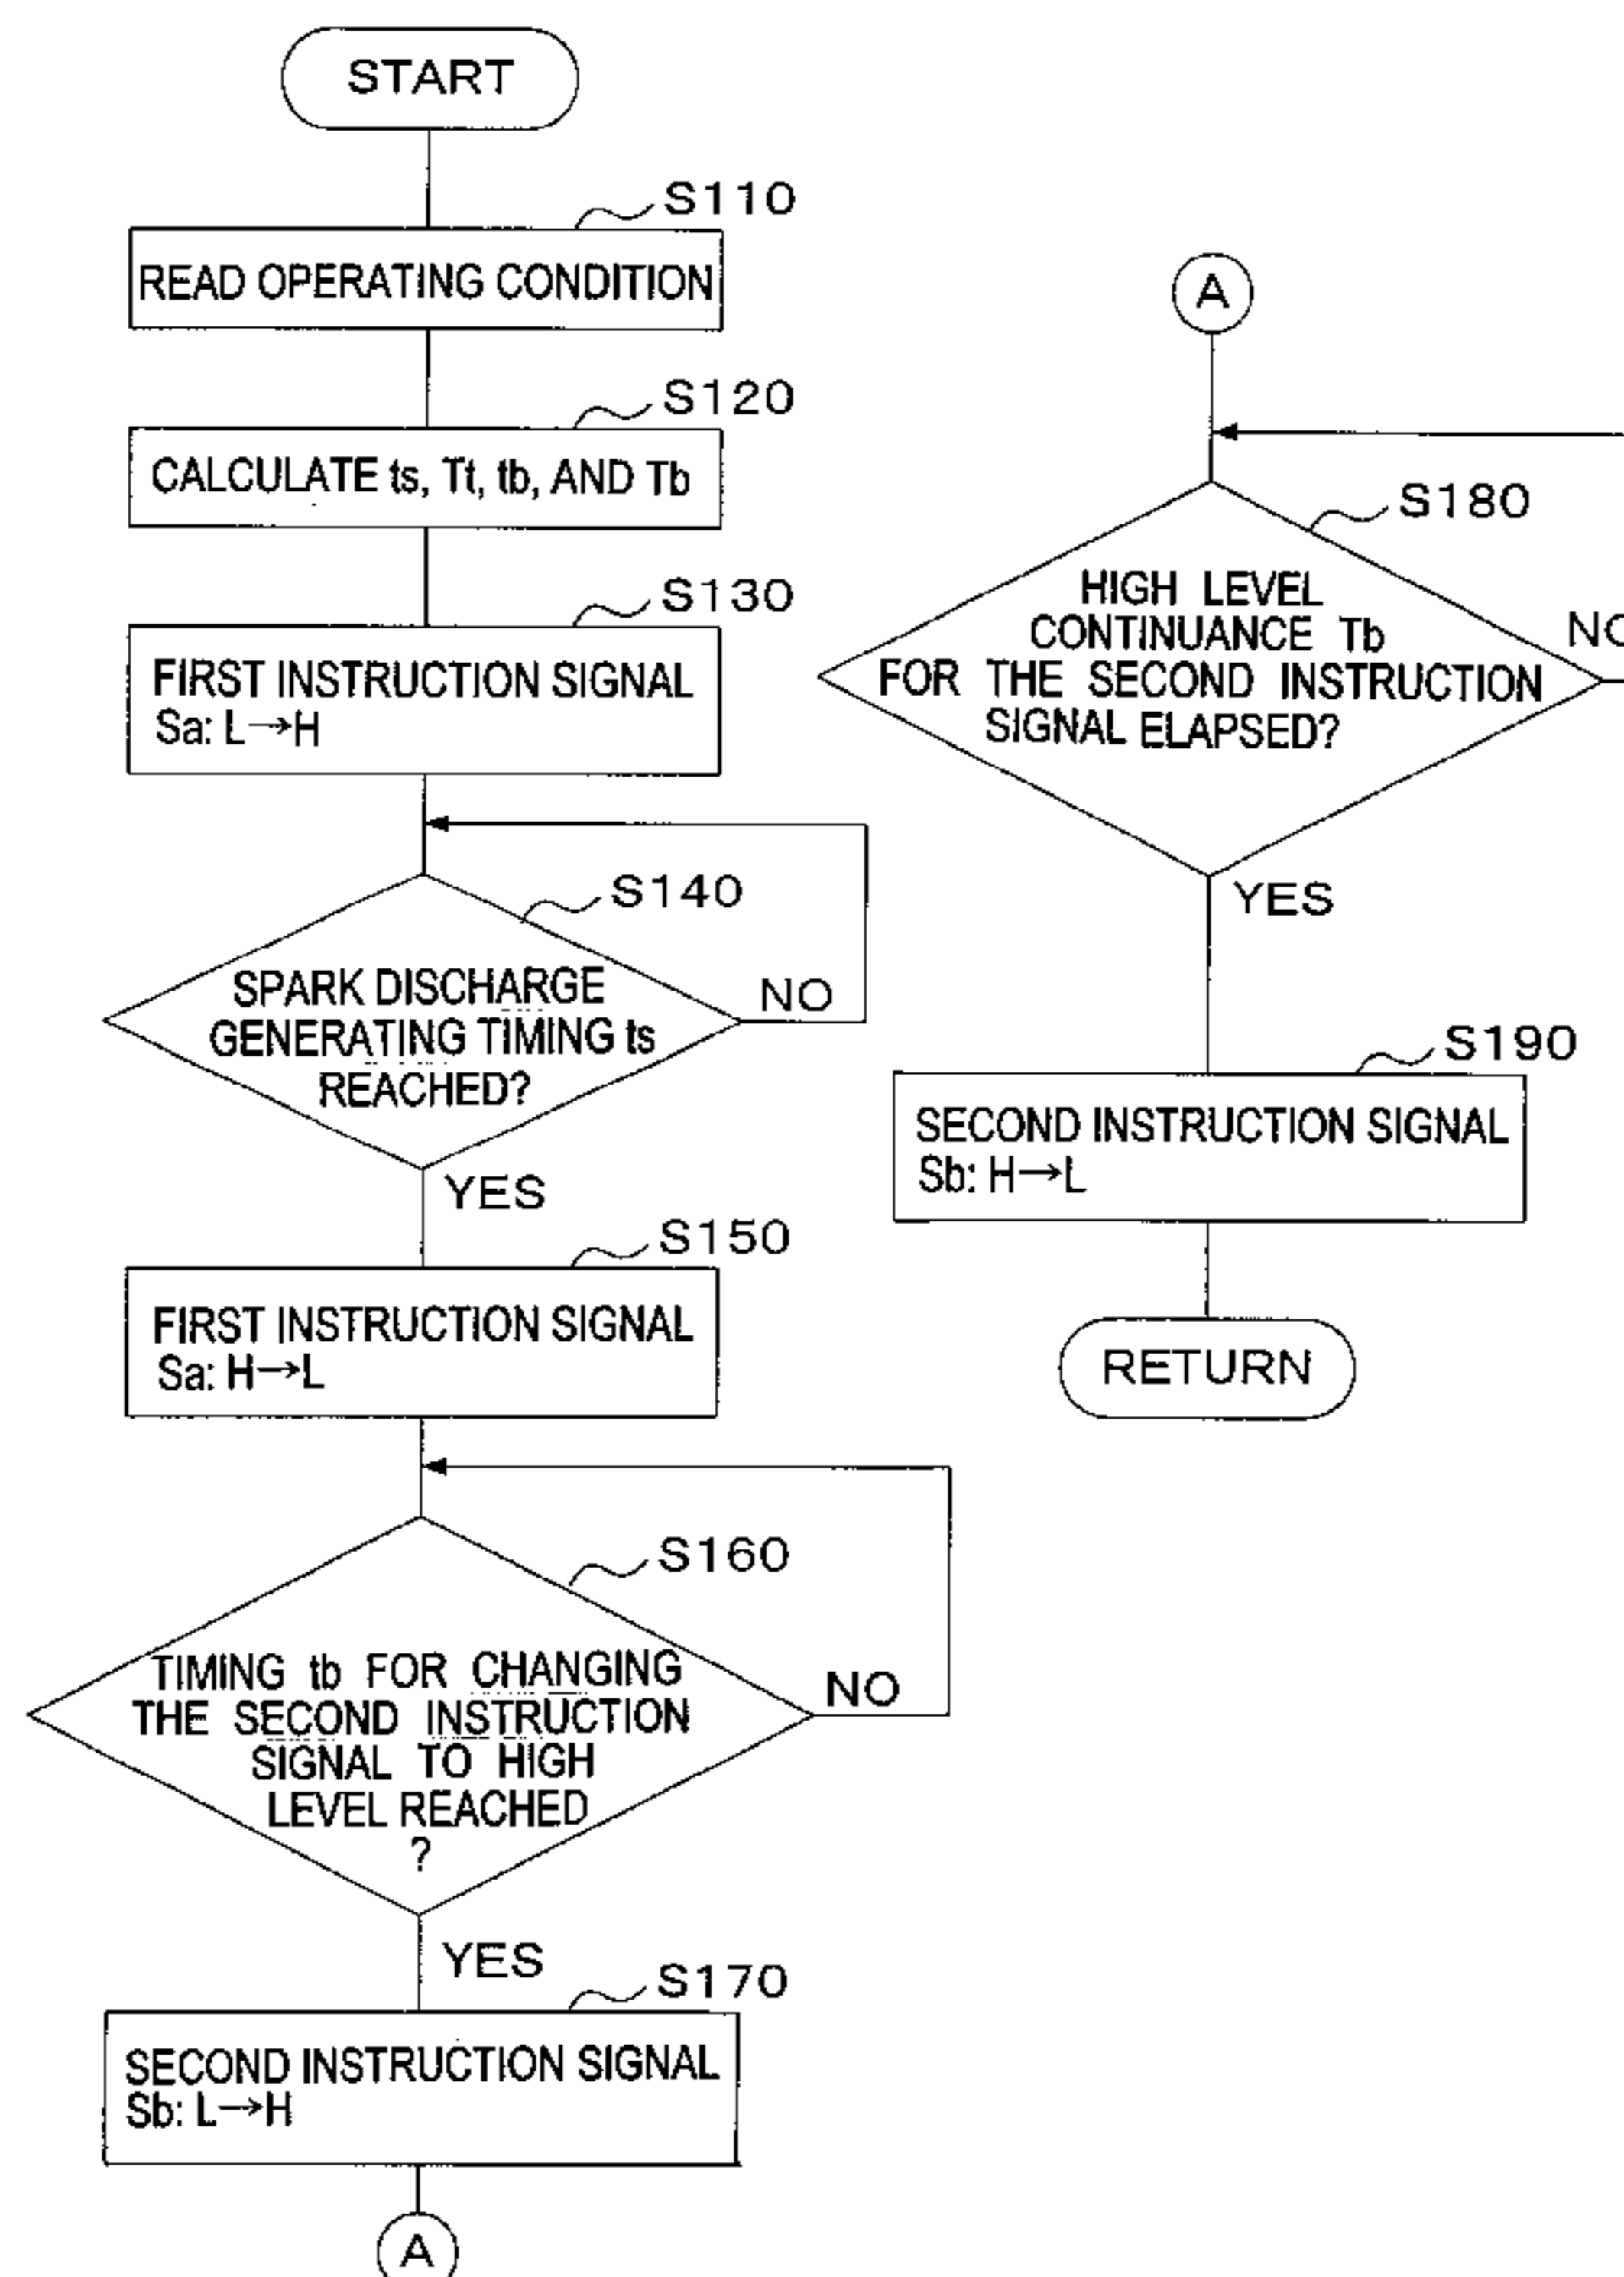 START
S110
READ OPERATING CONDITION
S120
CALCULATE ts, Tt, tb, AND Tb
S130
FIRST INSTRUCTION SIGNAL
Sa: L→H
S140
SPARK DISCHARGE
GENERATING TIMING ts
REACHED?
NO
YES
S150
FIRST INSTRUCTION SIGNAL
Sa: H→L
S160
TIMING tb FOR CHANGING
THE SECOND INSTRUCTION
SIGNAL TO HIGH
LEVEL REACHED
?
NO
YES
S170
SECOND INSTRUCTION SIGNAL
Sb: L→H
A
A
S180
HIGH LEVEL
CONTINUANCE Tb
FOR THE SECOND INSTRUCTION
SIGNAL ELAPSED?
NO
YES
S190
SECOND INSTRUCTION SIGNAL
Sb: H→L
RETURN